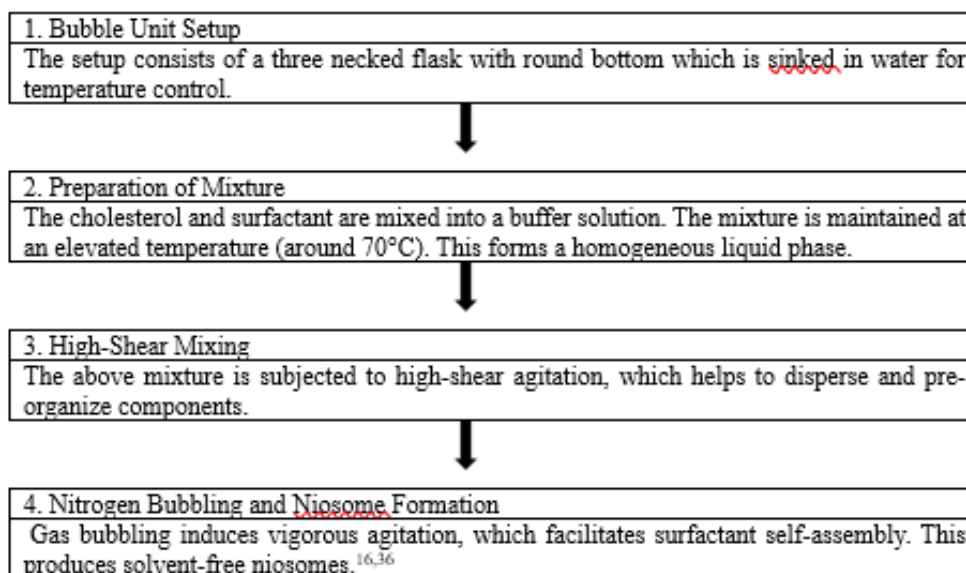 1. Bubble Unit Setup
The setup consists of a three necked flask with round bottom which is sinked in water for
temperature control.
2. Preparation of Mixture
The cholesterol and surfactant are mixed into a buffer solution. The mixture is maintained at
an elevated temperature (around 70°C). This forms a homogeneous liquid phase.
3. High-Shear Mixing
The above mixture is subjected to high-shear agitation, which helps to disperse and pre-
organize components.
4. Nitrogen Bubbling and Niosome Formation
Gas bubbling induces vigorous agitation, which facilitates surfactant self-assembly. This
produces solvent-free niosomes.16,36